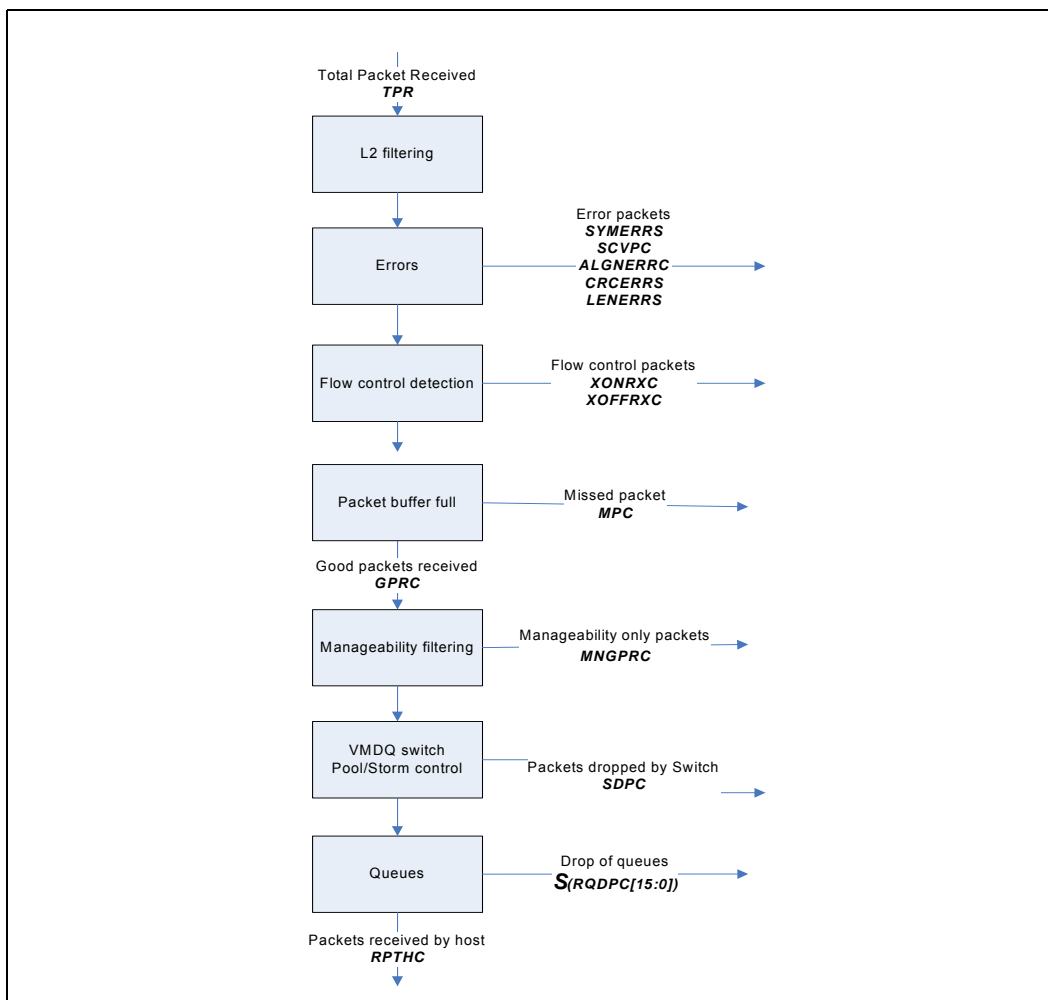 Total Packet Received
TPR
L2 filtering
Errors
Error packets
SYMERRS
SCVPC
ALGNERRC
CRCERRS
LENERRS
Flow control detection
Flow control packets
XONRXC
XOFFRXC
Packet buffer full
Missed packet
MPC
Good packets received
GPRC
Manageability filtering
Manageability only packets
MNGPRC
VMDQ switch
Pool/Storm control
Packets dropped by Switch
SDPC
Queues
Drop of queues
S(RQDPC[15:0])
Packets received by host
RPTHC